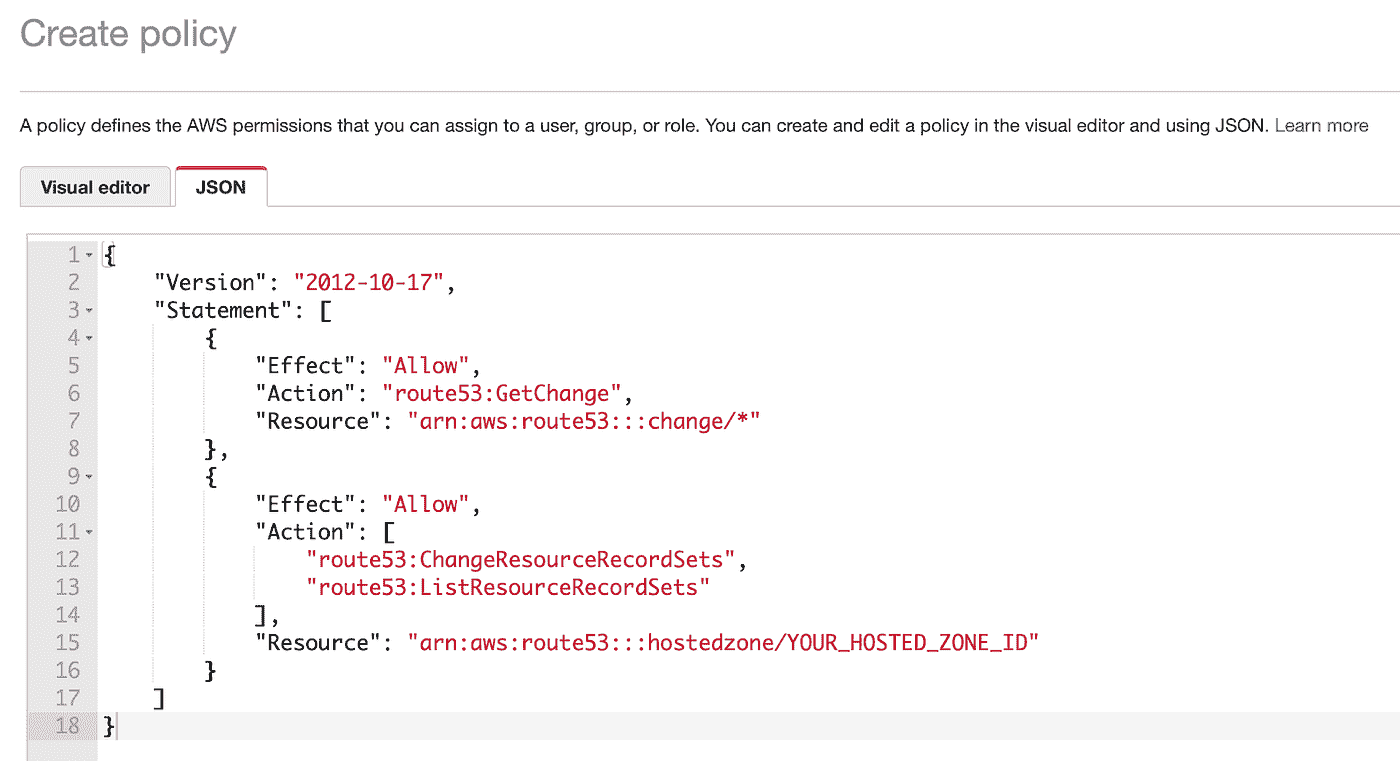 Create policy
A policy defines the AWS permissions that you can assign to a user, group, or role. You can create and edit a policy in the visual editor and using JSON. Learn more
Visual editor JSON
1 {
2 "Version": "2012-10-17",
3 "Statement": [
4 {
5 "Effect": "Allow",
6 "Action": "route53:GetChange",
7 "Resource": "arn:aws:route53:::change/*"
8 },
9 {
10 "Effect": "Allow",
11 "Action": [
12 "route53:ChangeResourceRecordSets",
13 "route53:ListResourceRecordSets"
14 ],
15 "Resource": "arn:aws:route53:::hostedzone/YOUR_HOSTED_ZONE_ID"
16 }
17 ]
18 }